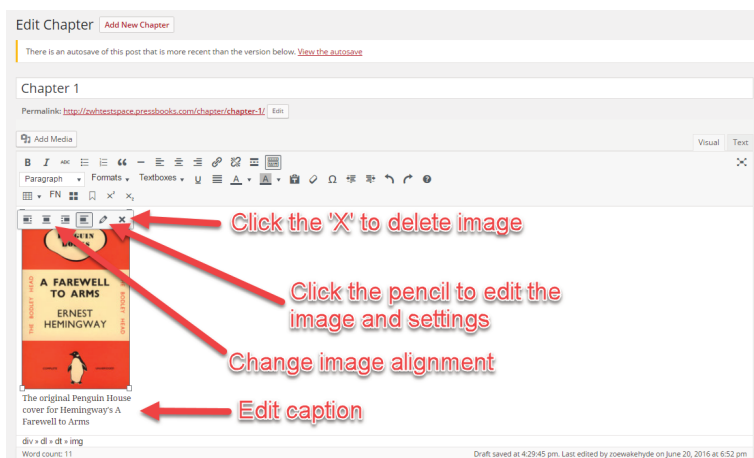 Edit Chapter Add New Chapter
There is an autosave of this post that is more recent than the version below. View the autosave
Chapter 1
Permalink: http://zwhtestspace.pressbooks.com/chapter/chapter-1/ Edit
Add Media Visual Text
B I ABC
Paragraph Formats Textboxes U A A Ω
FN x² x₂
Click the 'X' to delete image
PENGUIN
BOOKS
THE BODLEY HEAD
A FAREWELL
TO ARMS
ERNEST
HEMINGWAY
THE BODLEY HEAD
Click the pencil to edit the
image and settings
Change image alignment
The original Penguin House
cover for Hemingway's A
Farewell to Arms
Edit caption
div » dl » dt » img
Word count: 11 Draft saved at 4:29:45 pm. Last edited by zoewakehyde on June 20, 2016 at 6:52 pm